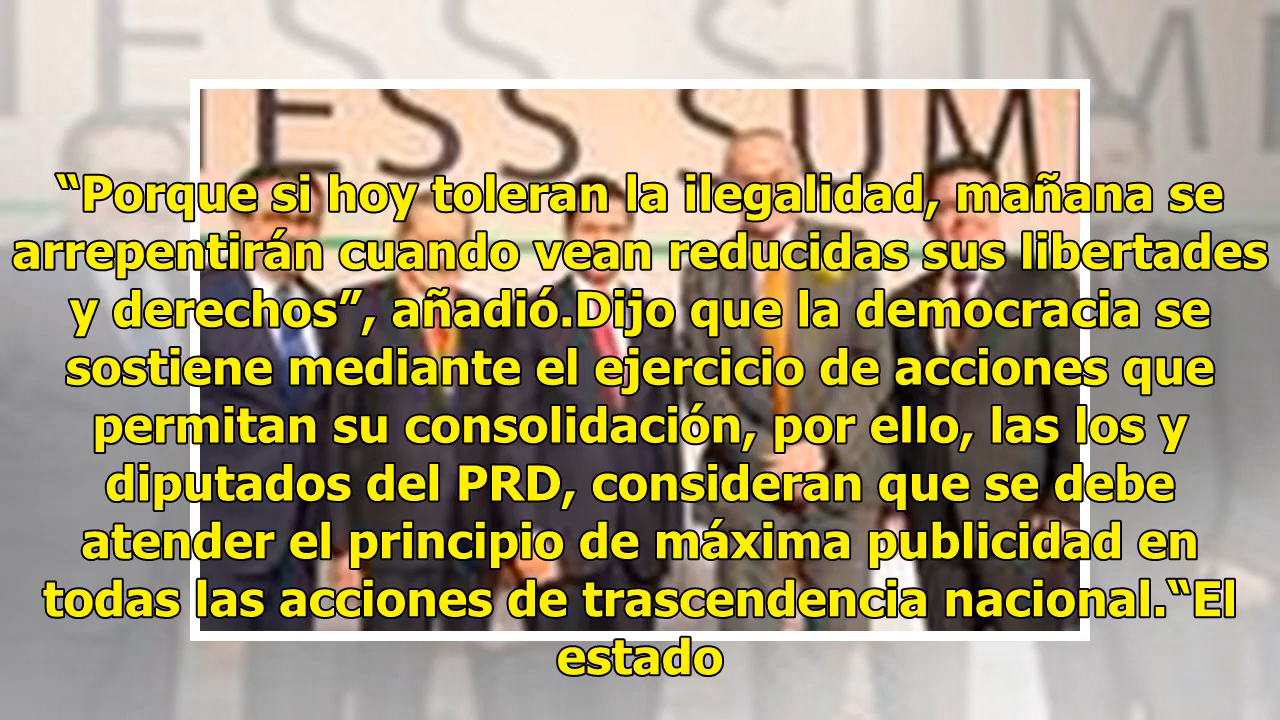 ESS SUM
“Porque si hoy toleran la ilegalidad, mañana se
arrepentirán cuando vean reducidas sus libertades
y derechos”, añadió.Dijo que la democracia se
sostiene mediante el ejercicio de acciones que
permitan su consolidación, por ello, las los y
diputados del PRD, consideran que se debe
atender el principio de máxima publicidad en
todas las acciones de trascendencia nacional.“El
estado